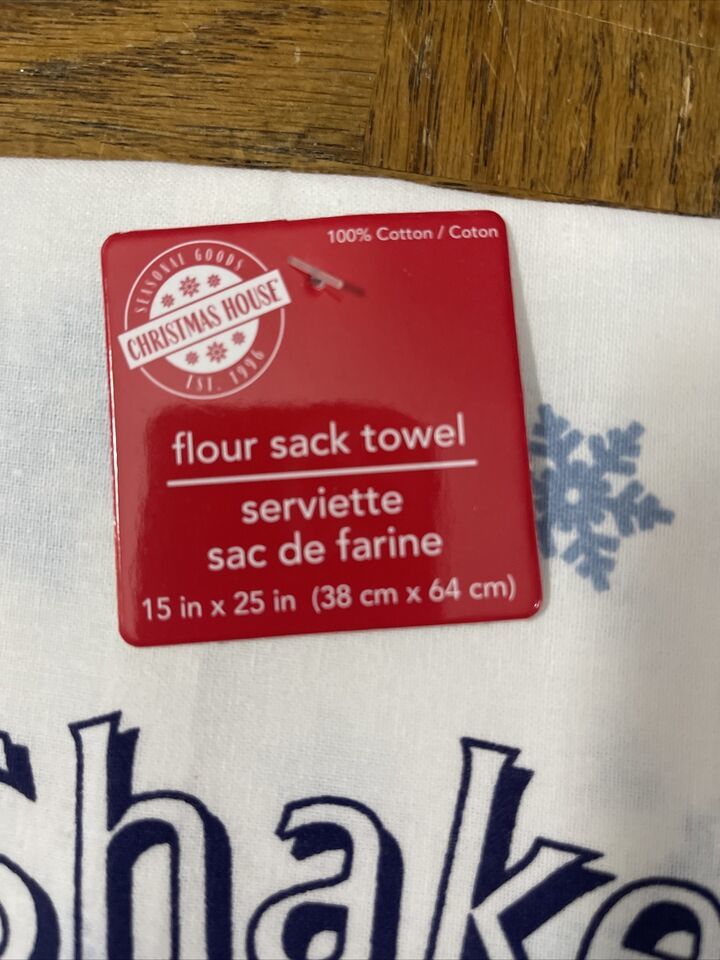 100% Cotton / Coton
SEASONAL GOODS
CHRISTMAS HOUSE
EST. 1996
flour sack towel
serviette
sac de farine
15 in x 25 in (38 cm x 64 cm)
Shake